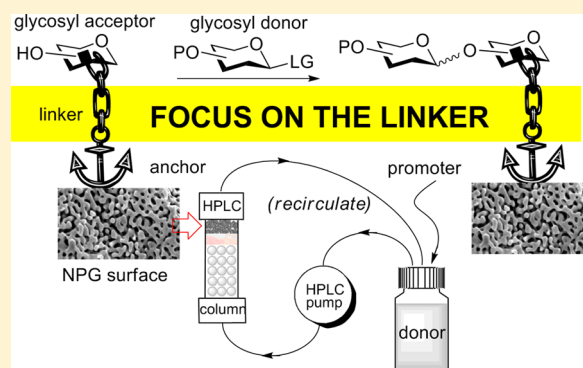 glycosyl acceptor
glycosyl donor
HO
O
PO
O
LG
PO
O
O
O
linker
FOCUS ON THE LINKER
anchor
promoter
HPLC
(recirculate)
NPG surface
HPLC
pump
column
donor